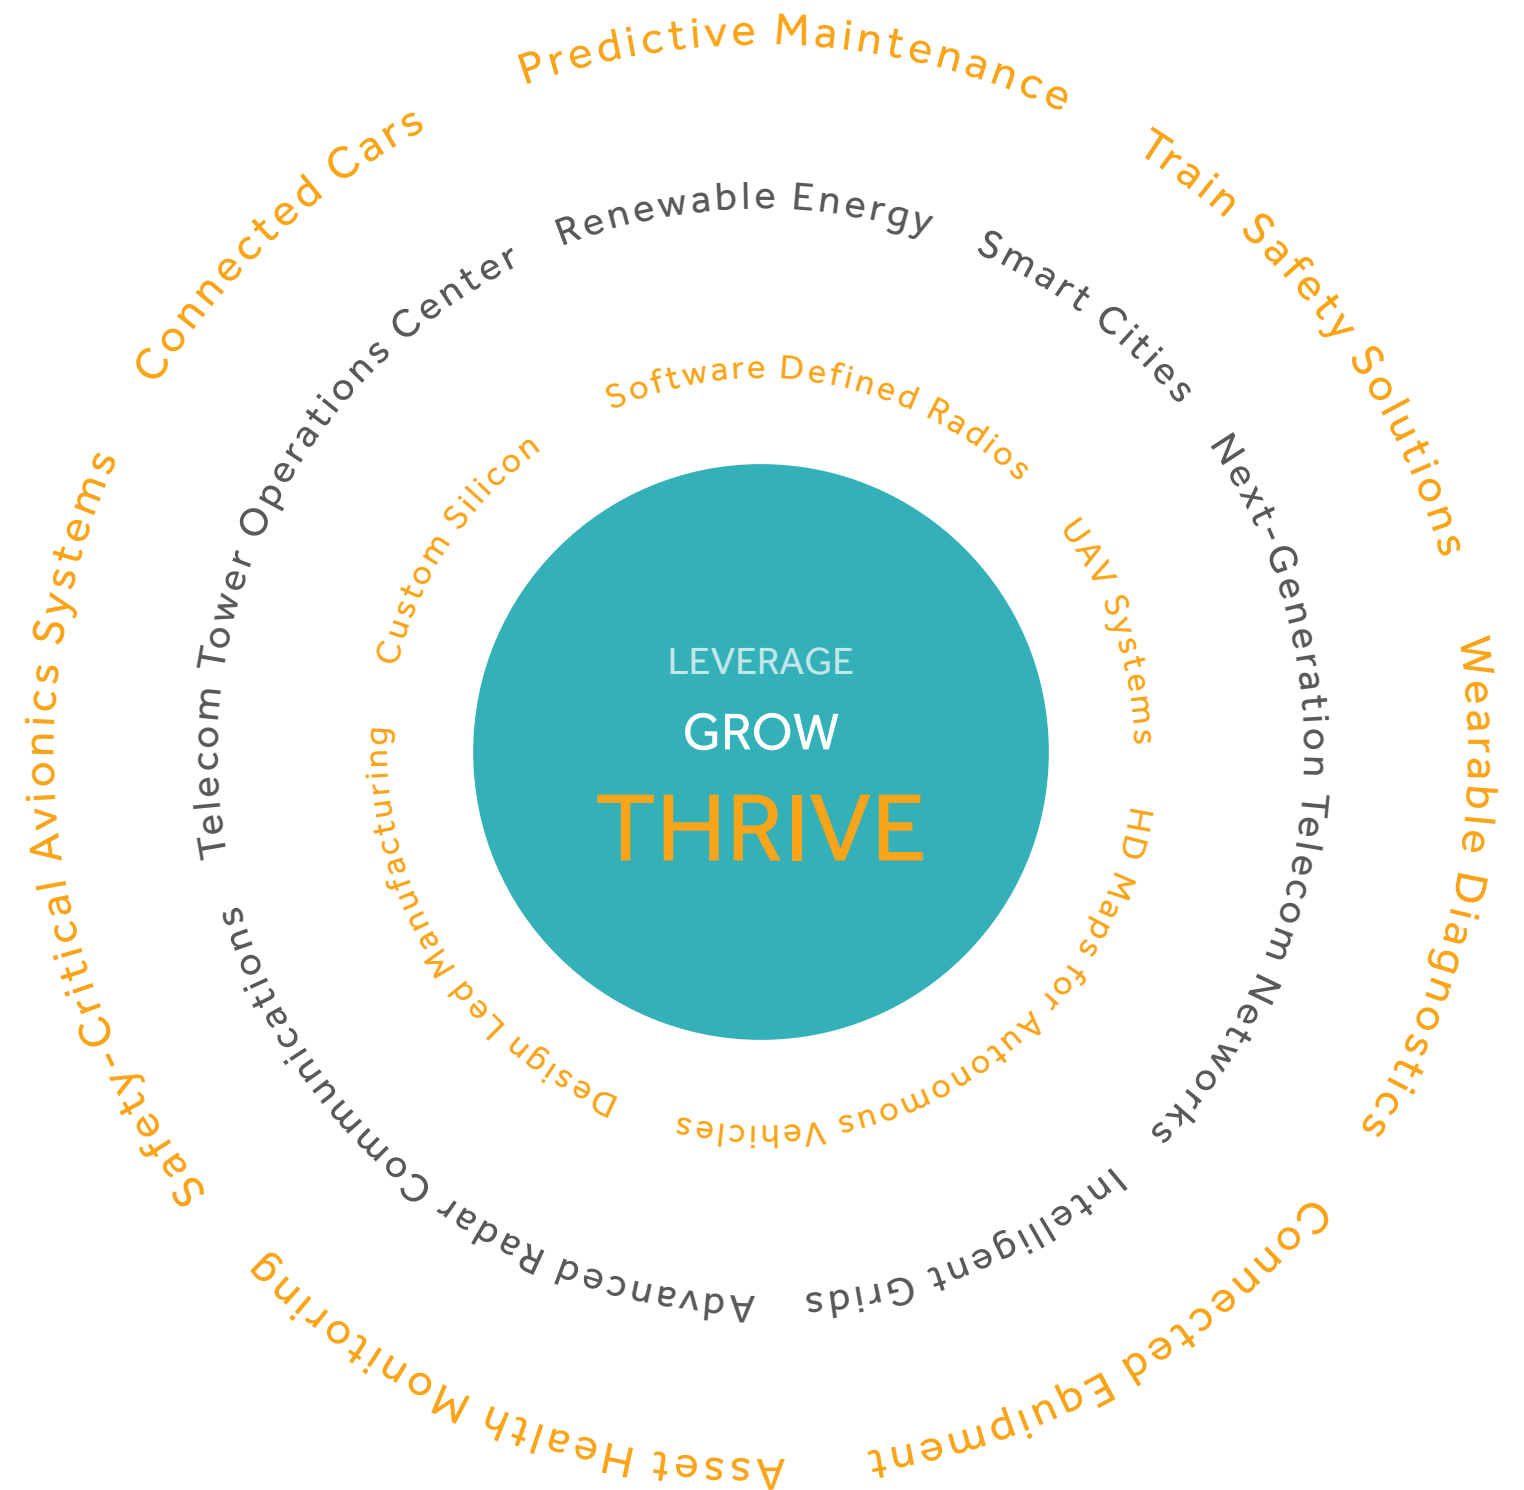 Predictive Maintenance
Train Safety Solutions
Wearable Diagnostics
Connected Equipment
Asset Health Monitoring
Safety-Critical Avionics Systems
Connected Cars
Renewable Energy
Smart Cities
Next-Generation Telecom Networks
Intelligent Grids
Advanced Radar Communications
Telecom Tower Operations Center
Software Defined Radios
UAV Systems
HD Maps for Autonomous Vehicles
Design Led Manufacturing
Custom Silicon
LEVERAGE
GROW
THRIVE